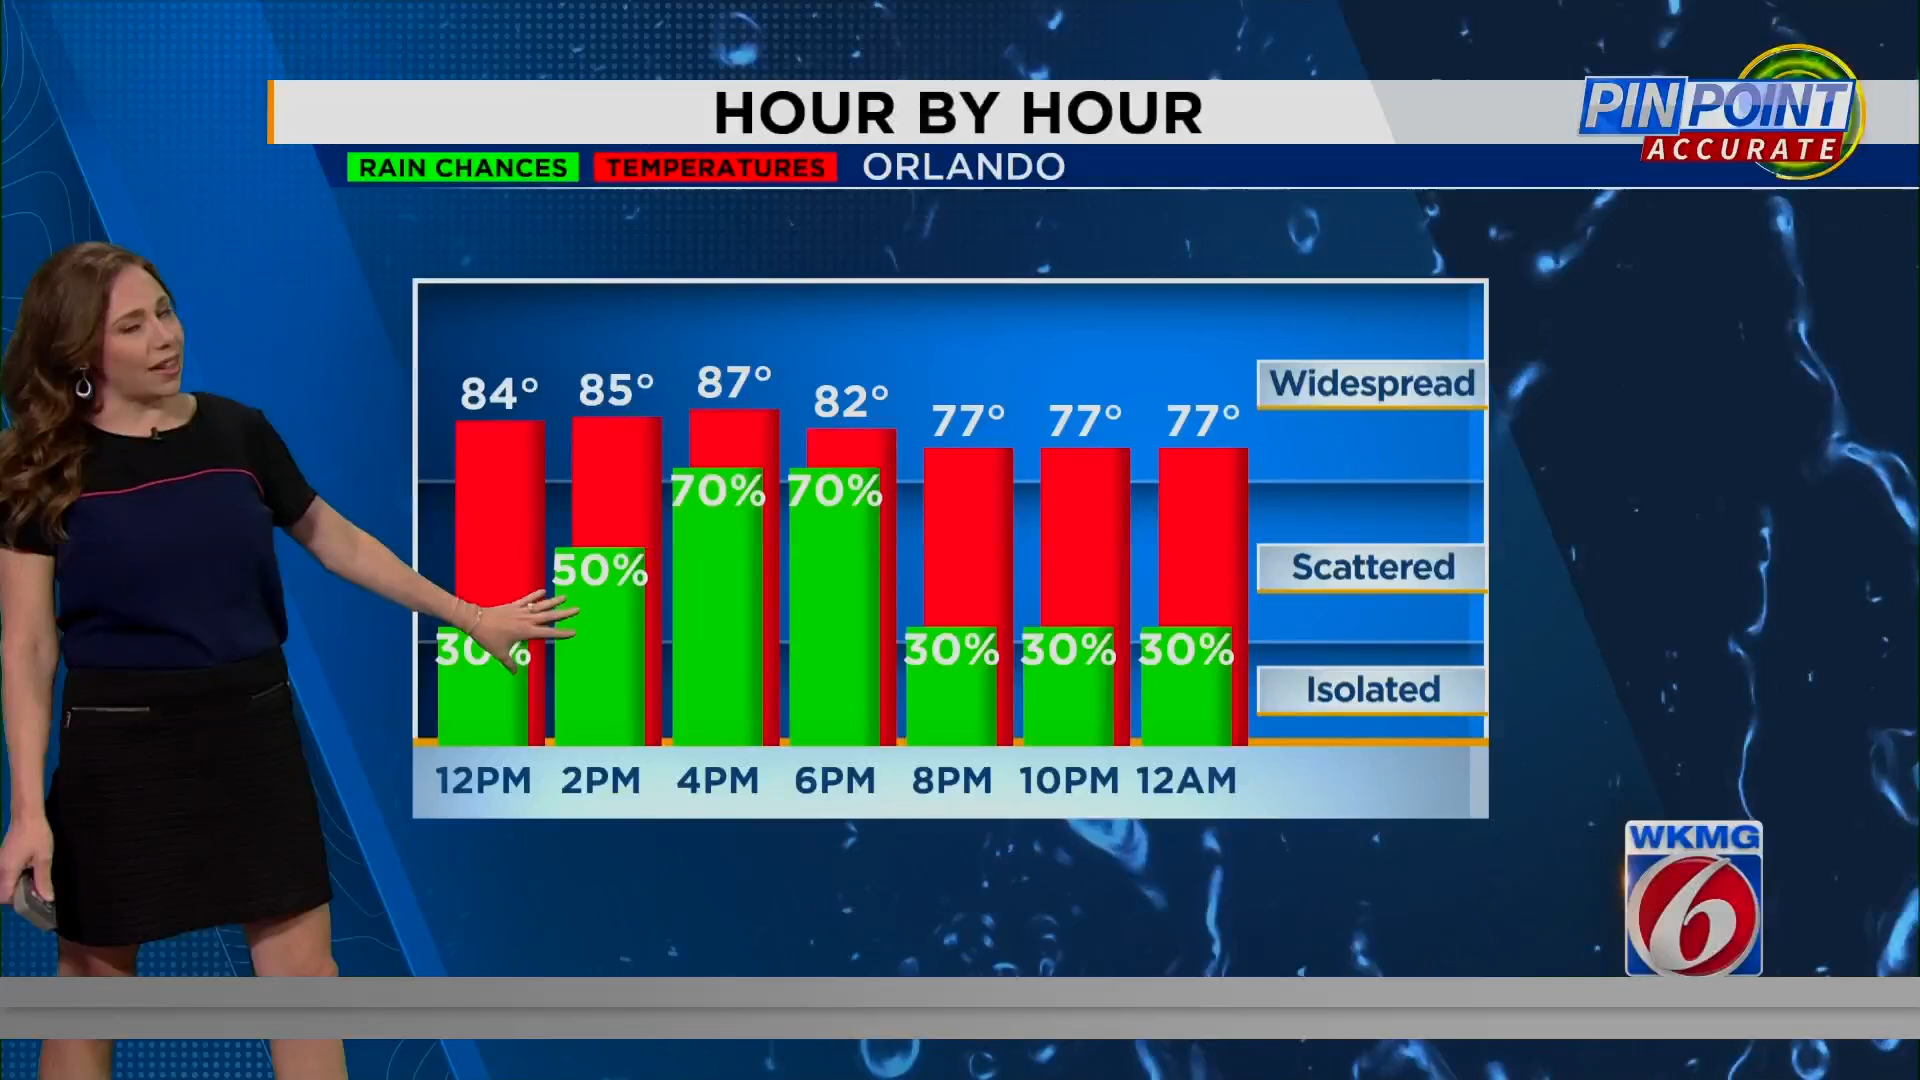 HOUR BY HOUR
PINPOINT
ACCURATE
RAIN CHANCES TEMPERATURES ORLANDO
84° 85° 87° 82° 77° 77° 77°
Widespread
70% 70%
50%
Scattered
30% 30% 30% 30%
Isolated
12PM 2PM 4PM 6PM 8PM 10PM 12AM
WKMG
6